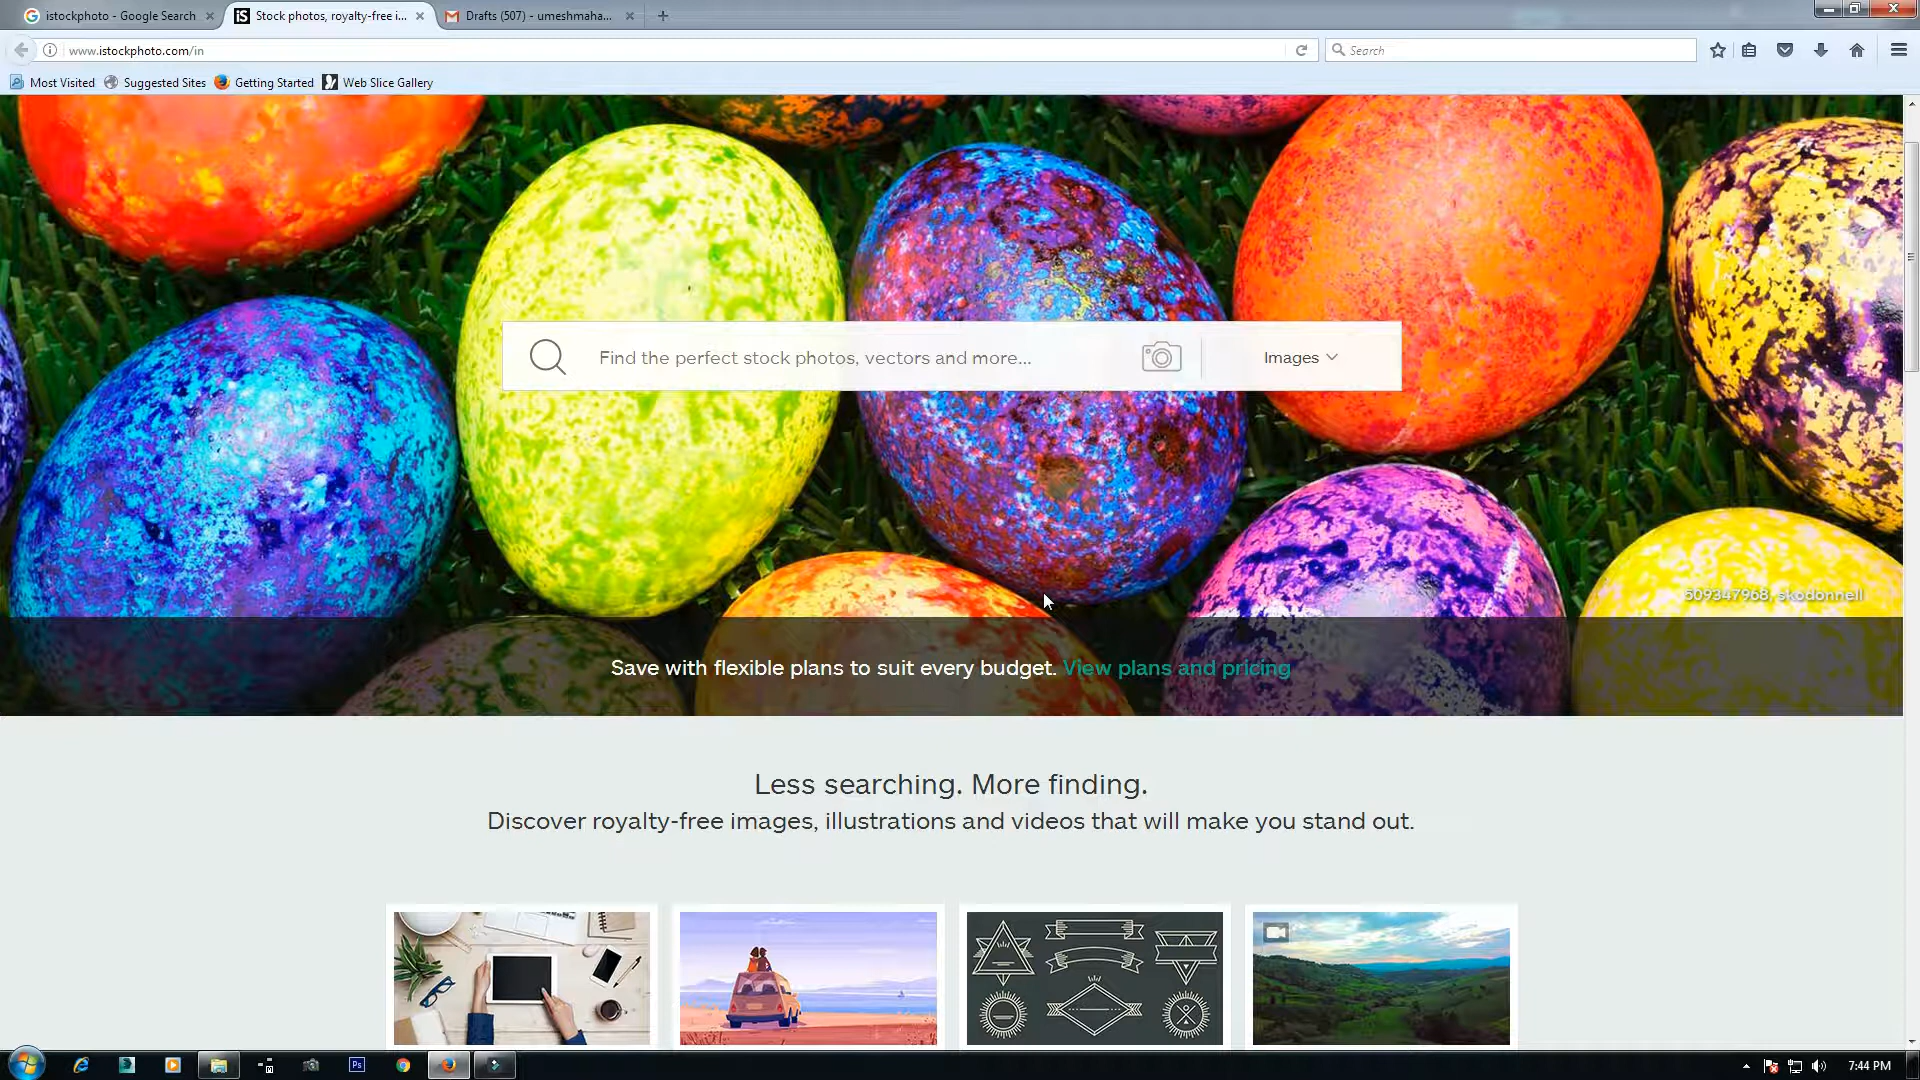 istockphoto - Google Search
Stock photos, royalty-free i...
Drafts (507) - umeshmaha...
www.istockphoto.com/in
Search
Most Visited
Suggested Sites
Getting Started
Web Slice Gallery
Find the perfect stock photos, vectors and more...
Images
509347968, skodonnell
Save with flexible plans to suit every budget. View plans and pricing
Less searching. More finding.
Discover royalty-free images, illustrations and videos that will make you stand out.
Ps
7:44 PM